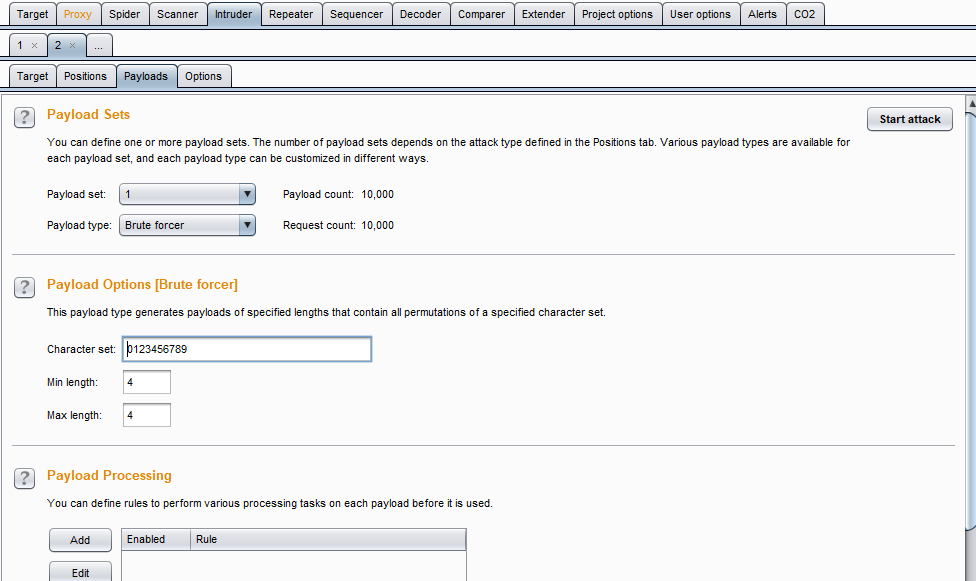 Target Proxy Spider Scanner Intruder Repeater Sequencer Decoder Comparer Extender Project options User options Alerts CO2
1 × 2 × ...
Target Positions Payloads Options
? Payload Sets Start attack
You can define one or more payload sets. The number of payload sets depends on the attack type defined in the Positions tab. Various payload types are available for
each payload set, and each payload type can be customized in different ways.
Payload set: 1 Payload count: 10,000
Payload type: Brute forcer Request count: 10,000
? Payload Options [Brute forcer]
This payload type generates payloads of specified lengths that contain all permutations of a specified character set.
Character set: 0123456789
Min length: 4
Max length: 4
? Payload Processing
You can define rules to perform various processing tasks on each payload before it is used.
Add Enabled Rule
Edit